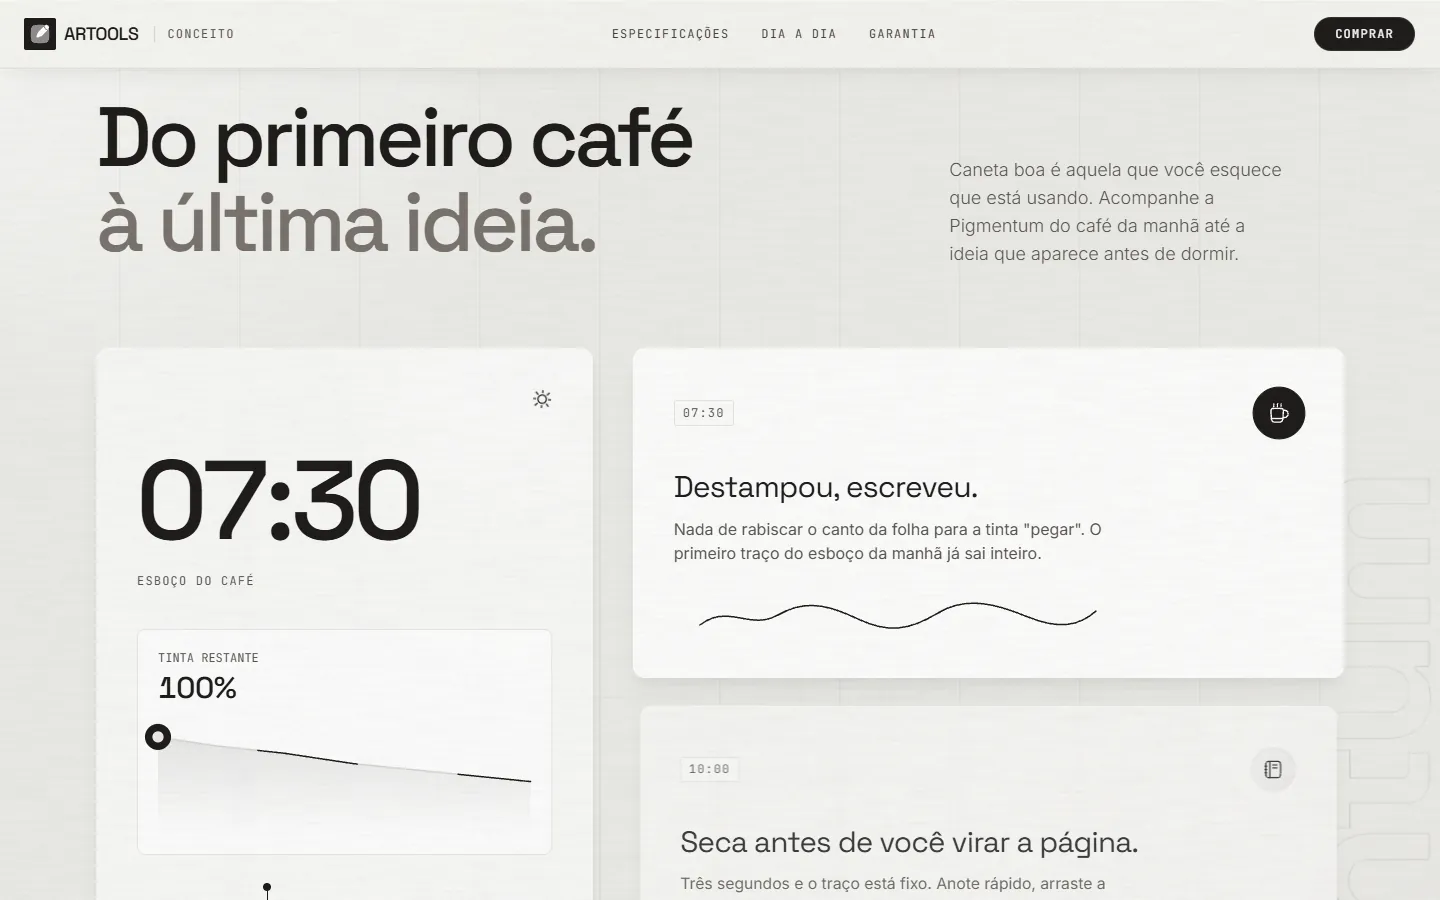 ARTOOLS
CONCEITO
ESPECIFICAÇÕES
DIA A DIA
GARANTIA
COMPRAR
Do primeiro café
à última ideia.
Caneta boa é aquela que você esquece
que está usando. Acompanhe a
Pigmentum do café da manhã até a
ideia que aparece antes de dormir.
07:30
ESBOÇO DO CAFÉ
TINTA RESTANTE
100%
07:30
Destampou, escreveu.
Nada de rabiscar o canto da folha para a tinta "pegar". O
primeiro traço do esboço da manhã já sai inteiro.
10:00
Seca antes de você virar a página.
Três segundos e o traço está fixo. Anote rápido, arraste a